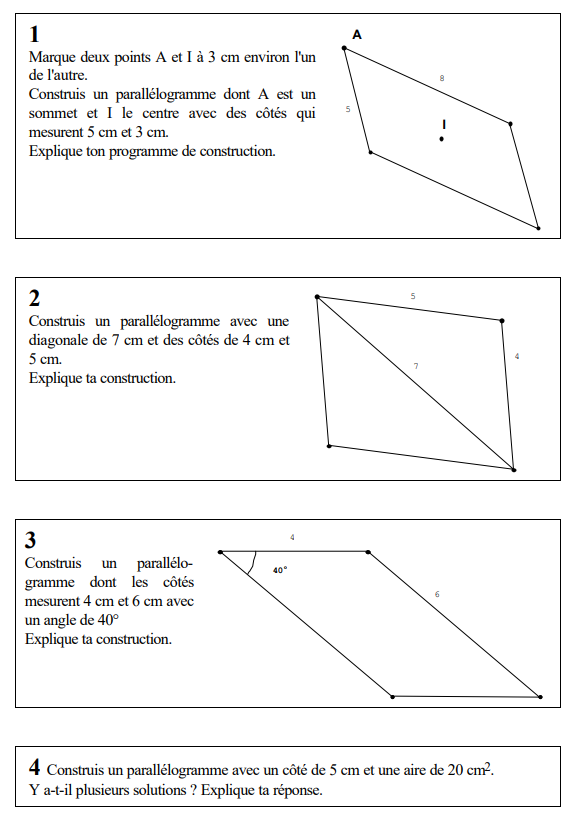 1
Marque deux points A et I à 3 cm environ l'un
de l'autre.
Construis un parallélogramme dont A est un
sommet et I le centre avec des côtés qui
mesurent 5 cm et 3 cm.
Explique ton programme de construction.
A
8
5
I
2
Construis un parallélogramme avec une
diagonale de 7 cm et des côtés de 4 cm et
5 cm.
Explique ta construction.
5
4
7
3
Construis un parallélo-
gramme dont les côtés
mesurent 4 cm et 6 cm avec
un angle de 40°
Explique ta construction.
4
40°
6
4 Construis un parallélogramme avec un côté de 5 cm et une aire de 20 cm².
Y a-t-il plusieurs solutions ? Explique ta réponse.